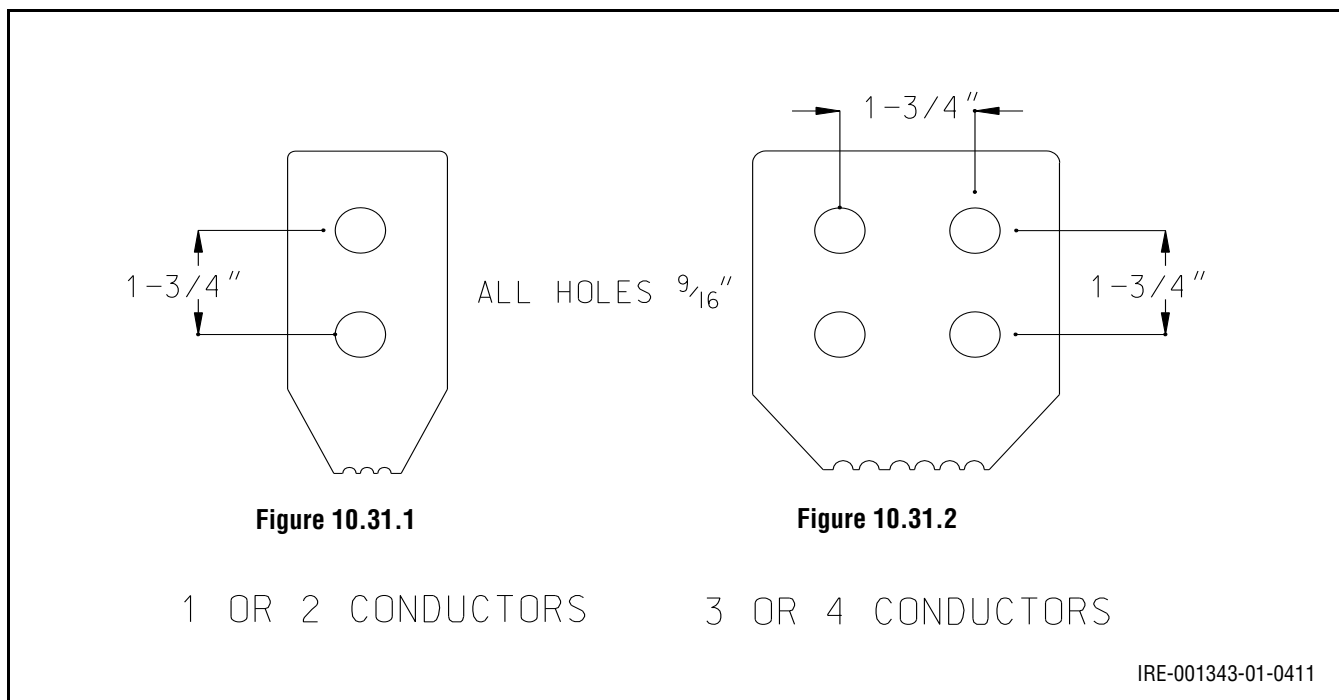 1-3/4"
1-3/4"
ALL HOLES 9/16"
1-3/4"
Figure 10.31.1
Figure 10.31.2
1 OR 2 CONDUCTORS
3 OR 4 CONDUCTORS
IRE-001343-01-0411